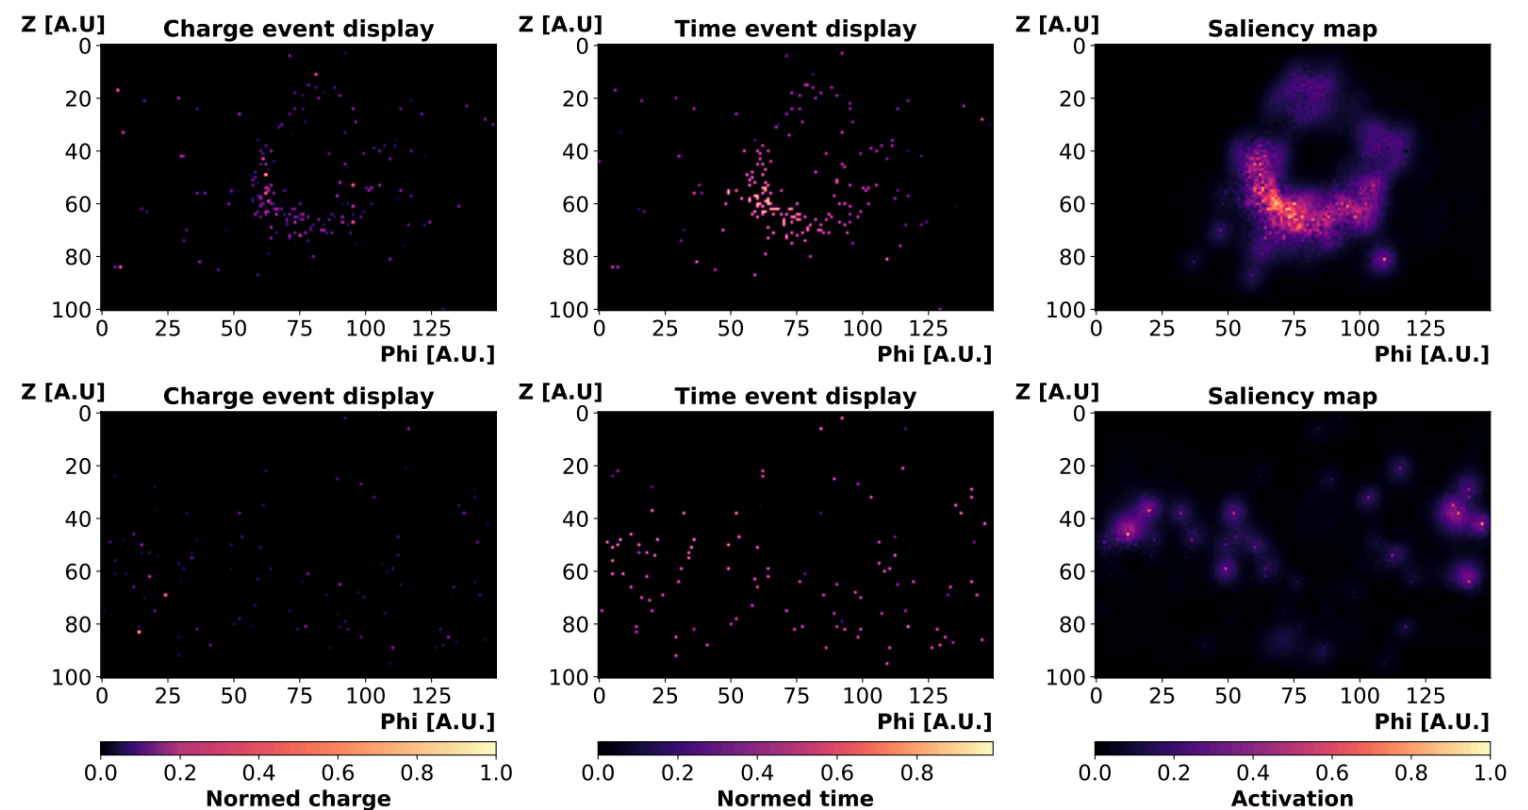 Z [A.U] Charge event display Z [A.U] Time event display Z [A.U] Saliency map
0 0 0
20 20 20
40 40 40
60 60 60
80 80 80
100 100 100
0 25 50 75 100 125 0 25 50 75 100 125 0 25 50 75 100 125
Phi [A.U.] Phi [A.U.] Phi [A.U.]
Z [A.U] Charge event display Z [A.U] Time event display Z [A.U] Saliency map
0 0 0
20 20 20
40 40 40
60 60 60
80 80 80
100 100 100
0 25 50 75 100 125 0 25 50 75 100 125 0 25 50 75 100 125
Phi [A.U.] Phi [A.U.] Phi [A.U.]
0.0 0.2 0.4 0.6 0.8 1.0 0.0 0.2 0.4 0.6 0.8 0.0 0.2 0.4 0.6 0.8 1.0
Normed charge Normed time Activation